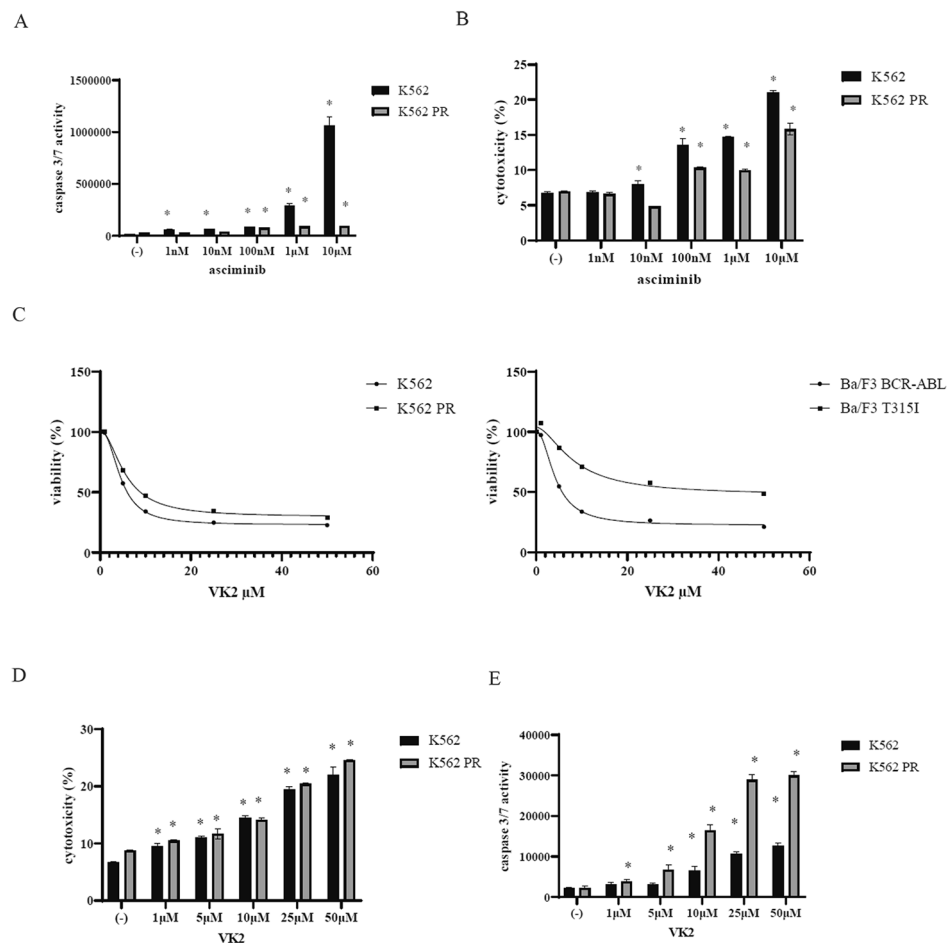 A
caspase 3/7 activity
1500000
1000000
500000
0
(-) 1nM 10nM 100nM 1μM 10μM
asciminib
* * * * * * * *
K562
K562 PR
B
cytotoxicity (%)
25
20
15
10
5
0
(-) 1nM 10nM 100nM 1μM 10μM
asciminib
* * * * * * *
K562
K562 PR
C
viability (%)
150
100
50
0
0 20 40 60
VK2 μM
K562
K562 PR
viability (%)
150
100
50
0
0 20 40 60
VK2 μM
Ba/F3 BCR-ABL
Ba/F3 T315I
D
cytotoxicity (%)
30
20
10
0
(-) 1μM 5μM 10μM 25μM 50μM
VK2
* * * * * * * * * *
K562
K562 PR
E
caspase 3/7 activity
40000
30000
20000
10000
0
(-) 1μM 5μM 10μM 25μM 50μM
VK2
* * * * * * * *
K562
K562 PR